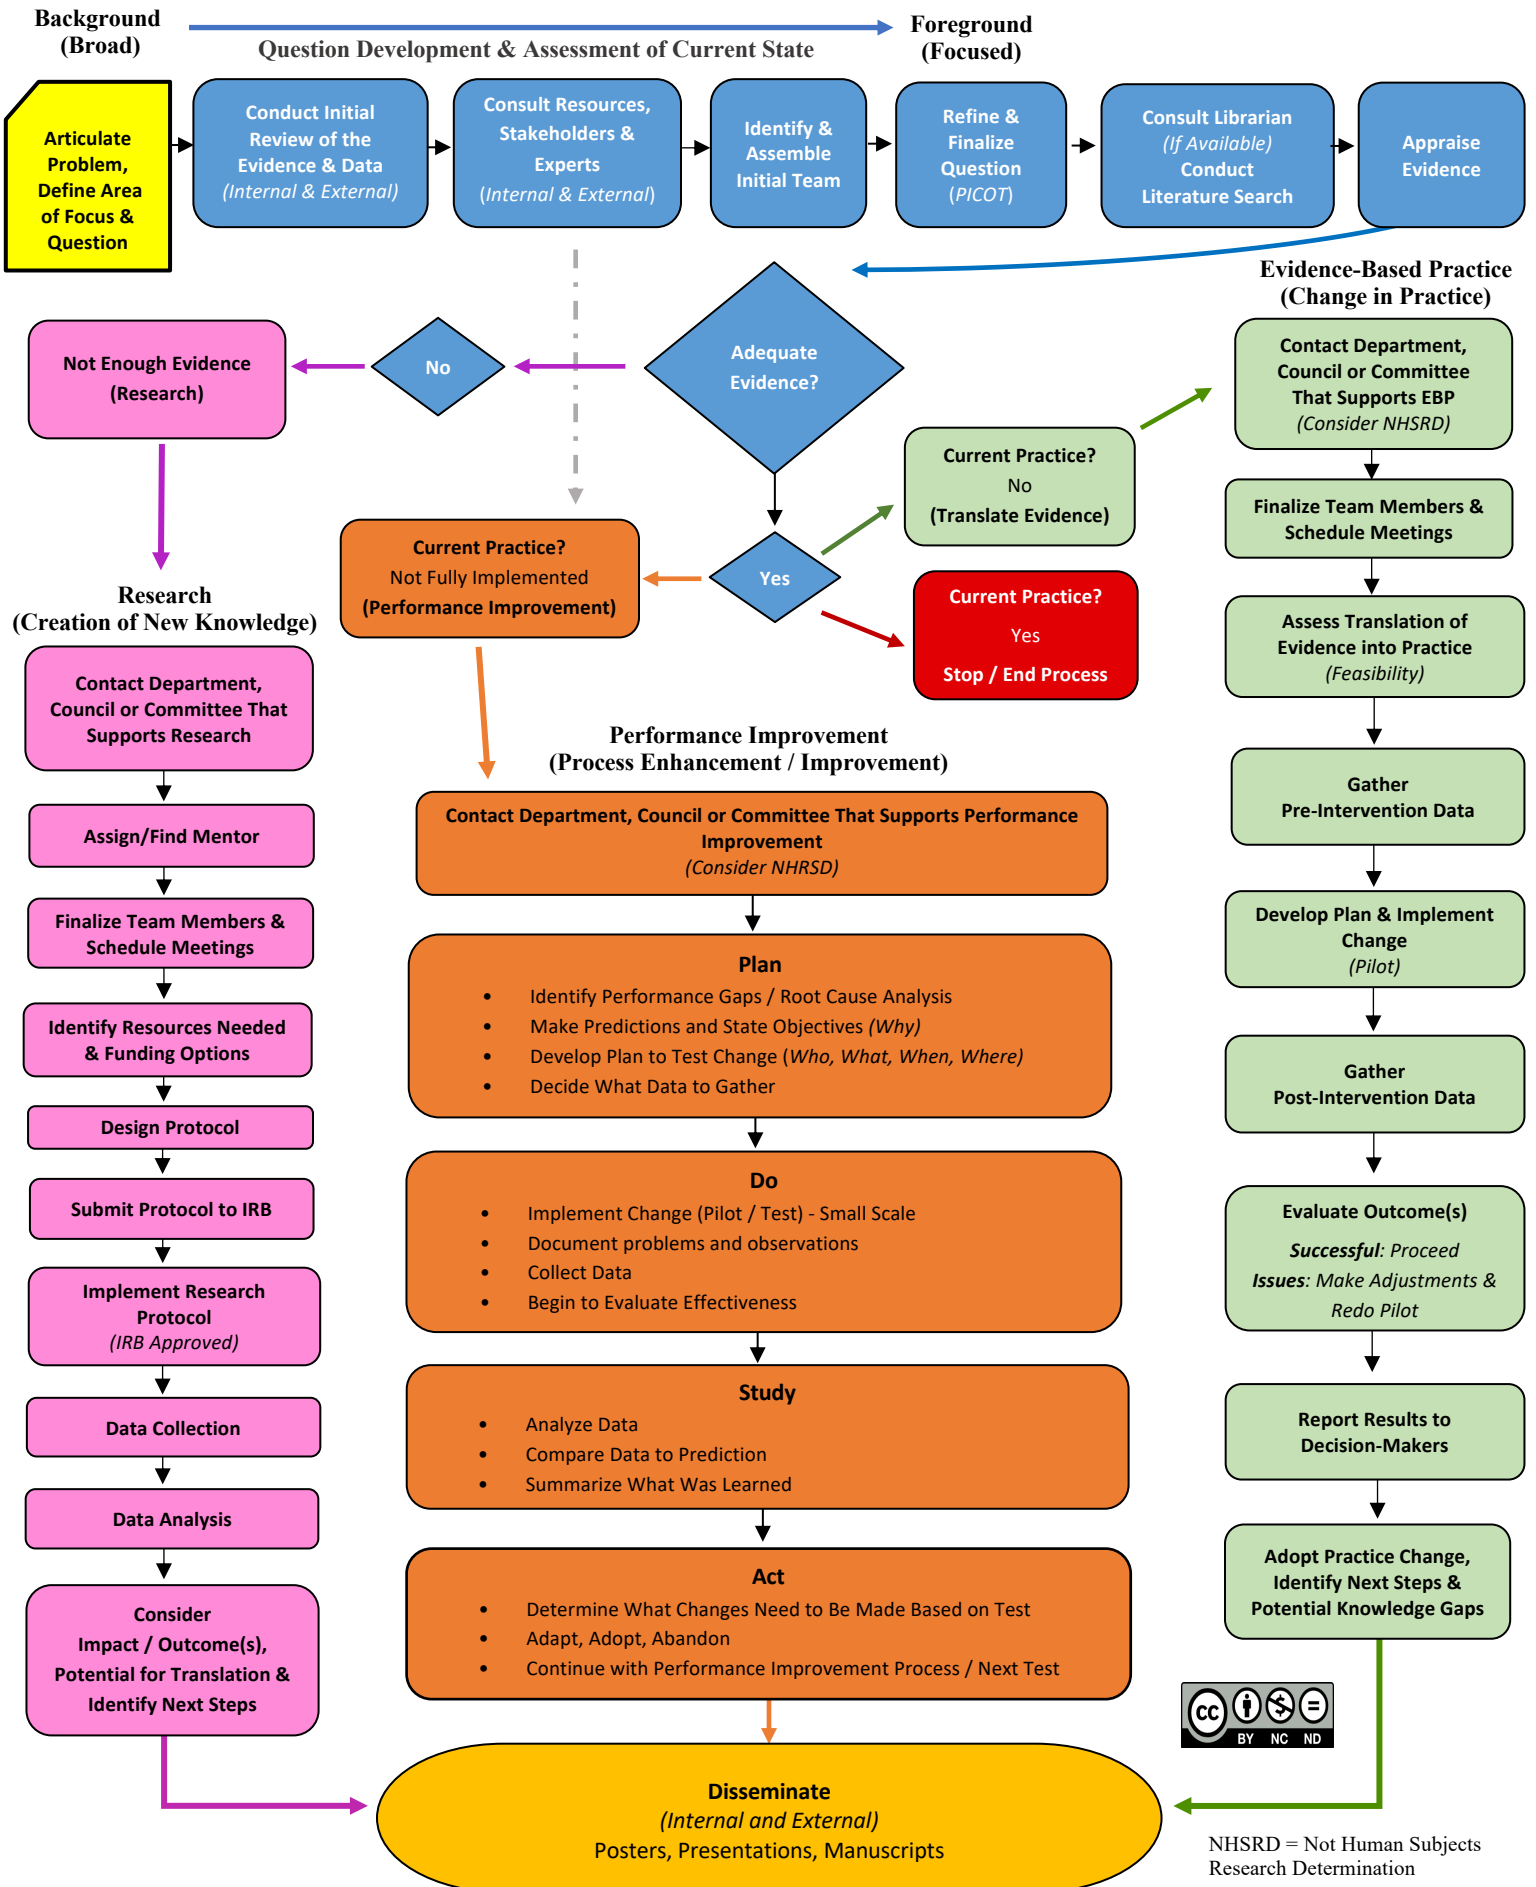 Background
(Broad)
Question Development & Assessment of Current State
Foreground
(Focused)
Articulate
Problem,
Define Area
of Focus &
Question
Conduct Initial
Review of the
Evidence & Data
(Internal & External)
Consult Resources,
Stakeholders &
Experts
(Internal & External)
Identify &
Assemble
Initial Team
Refine &
Finalize
Question
(PICOT)
Consult Librarian
(If Available)
Conduct
Literature Search
Appraise
Evidence
Adequate
Evidence?
No
Not Enough Evidence
(Research)
Yes
Current Practice?
No
(Translate Evidence)
Current Practice?
Not Fully Implemented
(Performance Improvement)
Current Practice?
Yes
Stop / End Process
Research
(Creation of New Knowledge)
Contact Department,
Council or Committee That
Supports Research
Assign/Find Mentor
Finalize Team Members &
Schedule Meetings
Identify Resources Needed
& Funding Options
Design Protocol
Submit Protocol to IRB
Implement Research
Protocol
(IRB Approved)
Data Collection
Data Analysis
Consider
Impact / Outcome(s),
Potential for Translation &
Identify Next Steps
Performance Improvement
(Process Enhancement / Improvement)
Contact Department, Council or Committee That Supports Performance
Improvement
(Consider NHRSD)
Plan
• Identify Performance Gaps / Root Cause Analysis
• Make Predictions and State Objectives (Why)
• Develop Plan to Test Change (Who, What, When, Where)
• Decide What Data to Gather
Do
• Implement Change (Pilot / Test) - Small Scale
• Document problems and observations
• Collect Data
• Begin to Evaluate Effectiveness
Study
• Analyze Data
• Compare Data to Prediction
• Summarize What Was Learned
Act
• Determine What Changes Need to Be Made Based on Test
• Adapt, Adopt, Abandon
• Continue with Performance Improvement Process / Next Test
Evidence-Based Practice
(Change in Practice)
Contact Department,
Council or Committee
That Supports EBP
(Consider NHSRD)
Finalize Team Members &
Schedule Meetings
Assess Translation of
Evidence into Practice
(Feasibility)
Gather
Pre-Intervention Data
Develop Plan & Implement
Change
(Pilot)
Gather
Post-Intervention Data
Evaluate Outcome(s)
Successful: Proceed
Issues: Make Adjustments &
Redo Pilot
Report Results to
Decision-Makers
Adopt Practice Change,
Identify Next Steps &
Potential Knowledge Gaps
cc
BY NC ND
Disseminate
(Internal and External)
Posters, Presentations, Manuscripts
NHSRD = Not Human Subjects
Research Determination